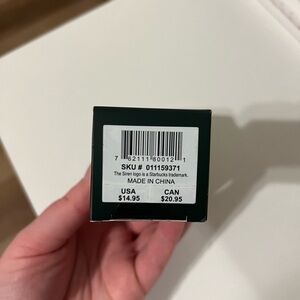 7 62111 60012 1
SKU # 011159371
The Siren logo is a Starbucks trademark.
MADE IN CHINA
USA CAN
$14.95 $20.95